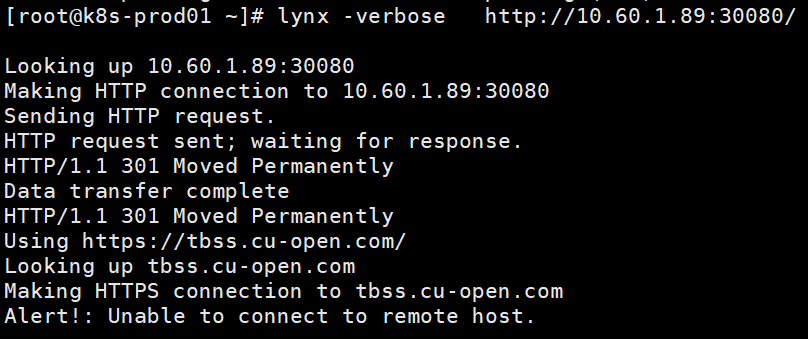 [root@k8s-prod01 ~]# lynx -verbose   http://10.60.1.89:30080/
Looking up 10.60.1.89:30080
Making HTTP connection to 10.60.1.89:30080
Sending HTTP request.
HTTP request sent; waiting for response.
HTTP/1.1 301 Moved Permanently
Data transfer complete
HTTP/1.1 301 Moved Permanently
Using https://tbss.cu-open.com/
Looking up tbss.cu-open.com
Making HTTPS connection to tbss.cu-open.com
Alert!: Unable to connect to remote host.